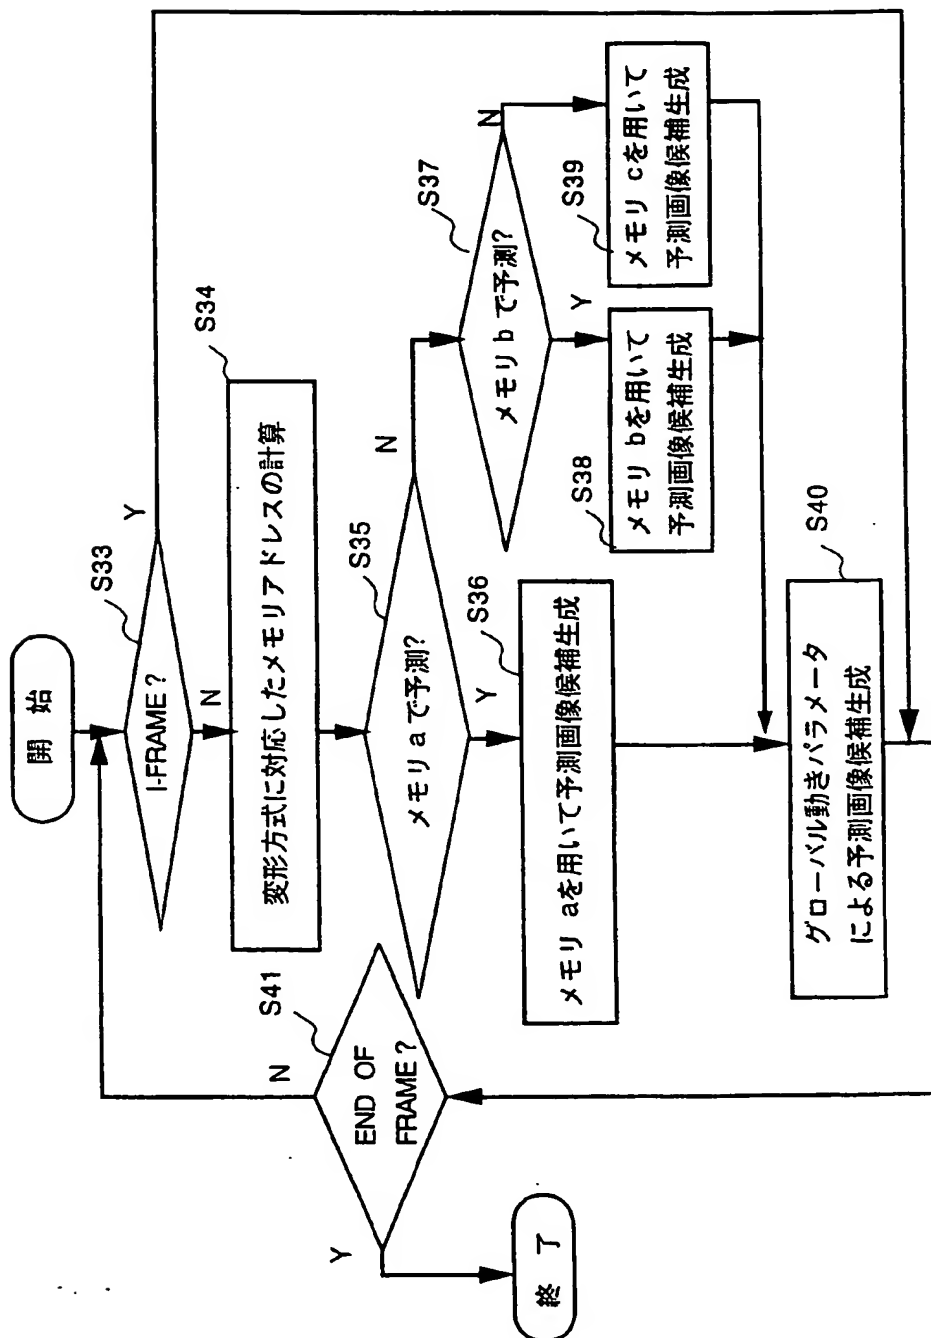 開 始
S33
I-FRAME?
Y
N
S34
変形方式に対応したメモリアドレスの計算
S35
メモリ aで予測?
N
Y
S37
メモリ bで予測?
N
Y
S36
メモリ aを用いて予測画像候補生成
S38
メモリ bを用いて
予測画像候補生成
S39
メモリ cを用いて
予測画像候補生成
S40
グローバル動きパラメータ
による予測画像候補生成
S41
END OF
FRAME?
N
Y
終 了